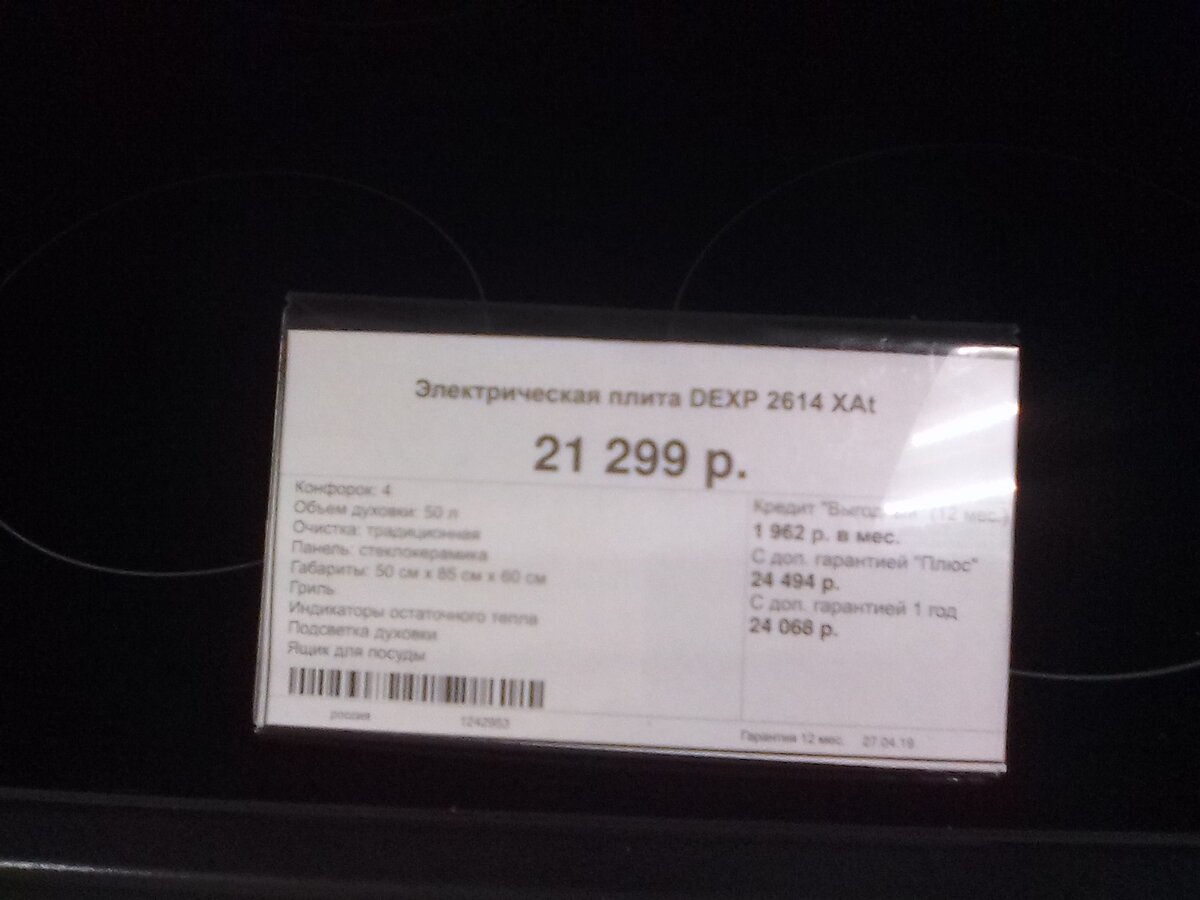 Электрическая плита DEXP 2614 XAt
21 299 р.
Конфорок: 4
Объем духовки: 50 л
Очистка: традиционная
Панель: стеклокерамика
Габариты: 50 см x 85 см x 60 см
Гриль
Индикаторы остаточного тепла
Подсветка духовки
Ящик для посуды
россия 1242953
Кредит (12 мес.)
1 962 р. в мес.
С доп. гарантией "Плюс"
24 494 р.
С доп. гарантией 1 год
24 068 р.
Гарантия 12 мес. 27.04.19